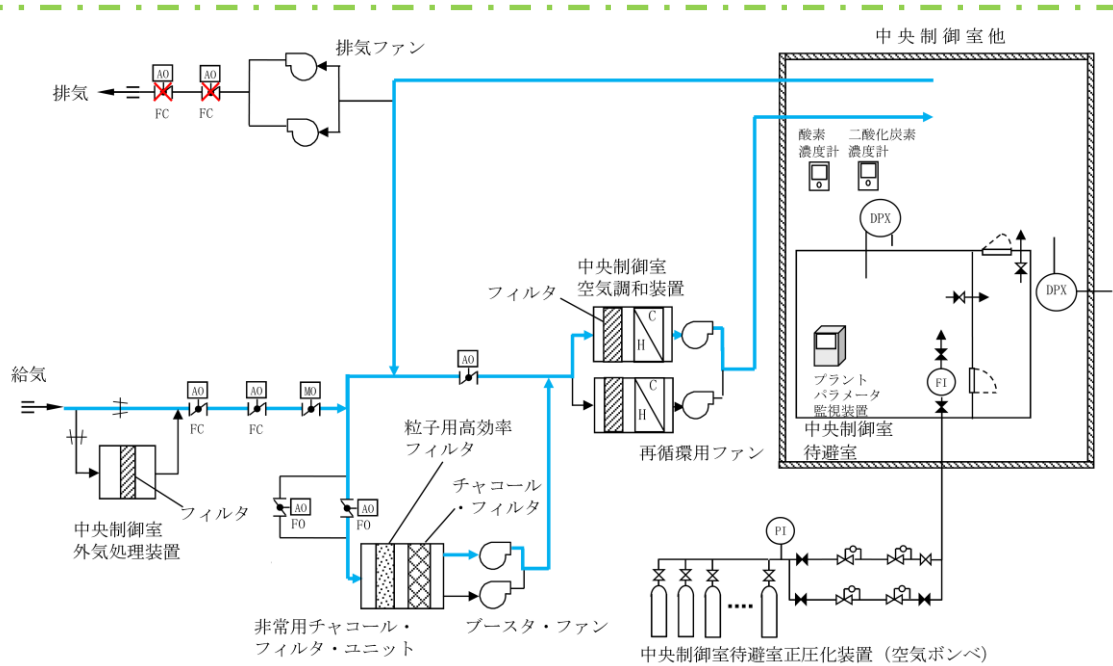 中央制御室他
排気ファン
AO
AO
排気
FC
FC
酸素
濃度計
二酸化炭素
濃度計
DPX
DPX
中央制御室
空気調和装置
フィルタ
C
H
C
H
AO
給気
AO
AO
MO
FC
FC
プラント
パラメータ
監視装置
FI
中央制御室
待避室
粒子用高効率
フィルタ
再循環用ファン
チャコール
・フィルタ
フィルタ
AO
FO
AO
FO
中央制御室
外気処理装置
PI
非常用チャコール・
フィルタ・ユニット
ブースタ・ファン
中央制御室待避室正圧化装置（空気ボンベ）